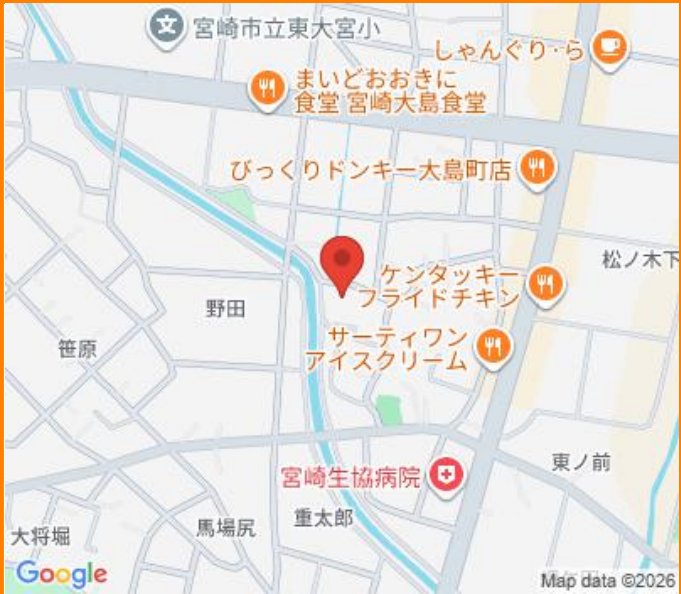 宮崎市立東大宮小
しゃんぐり・ら
まいどおおきに
食堂 宮崎大島食堂
びっくりドンキー大島町店
松ノ木下
ケンタッキー
フライドチキン
野田
サーティワン
アイスクリーム
笹原
東ノ前
宮崎生協病院
重太郎
馬場尻
大将堀
Google
Map data ©2026